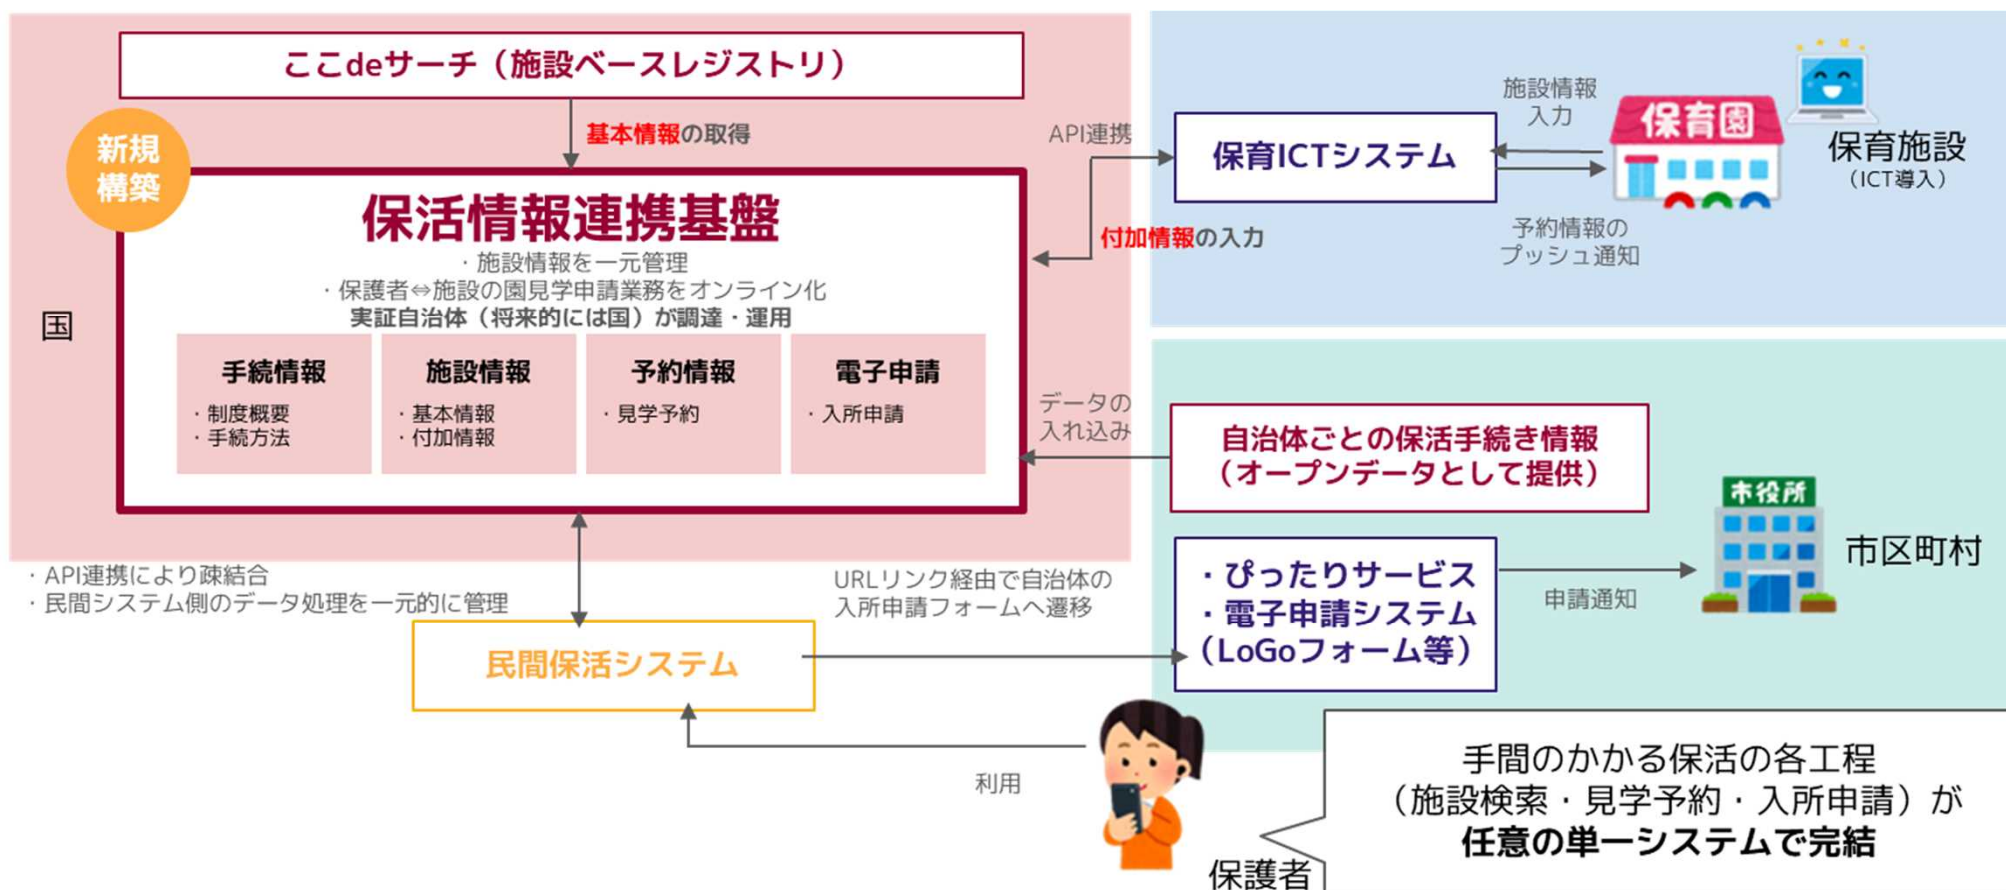 ここdeサーチ（施設ベースレジストリ）
新規
構築
基本情報の取得
保活情報連携基盤
・施設情報を一元管理
・保護者⇔施設の園見学申請業務をオンライン化
実証自治体（将来的には国）が調達・運用
国
手続情報
・制度概要
・手続方法
施設情報
・基本情報
・付加情報
予約情報
・見学予約
電子申請
・入所申請
API連携
付加情報の入力
保育ICTシステム
施設情報
入力
予約情報の
プッシュ通知
保育園
保育施設
（ICT導入）
データの
入れ込み
自治体ごとの保活手続き情報
（オープンデータとして提供）
・ぴったりサービス
・電子申請システム
（LoGoフォーム等）
申請通知
市役所
市区町村
・API連携により疎結合
・民間システム側のデータ処理を一元的に管理
URLリンク経由で自治体の
入所申請フォームへ遷移
民間保活システム
利用
保護者
手間のかかる保活の各工程
（施設検索・見学予約・入所申請）が
任意の単一システムで完結